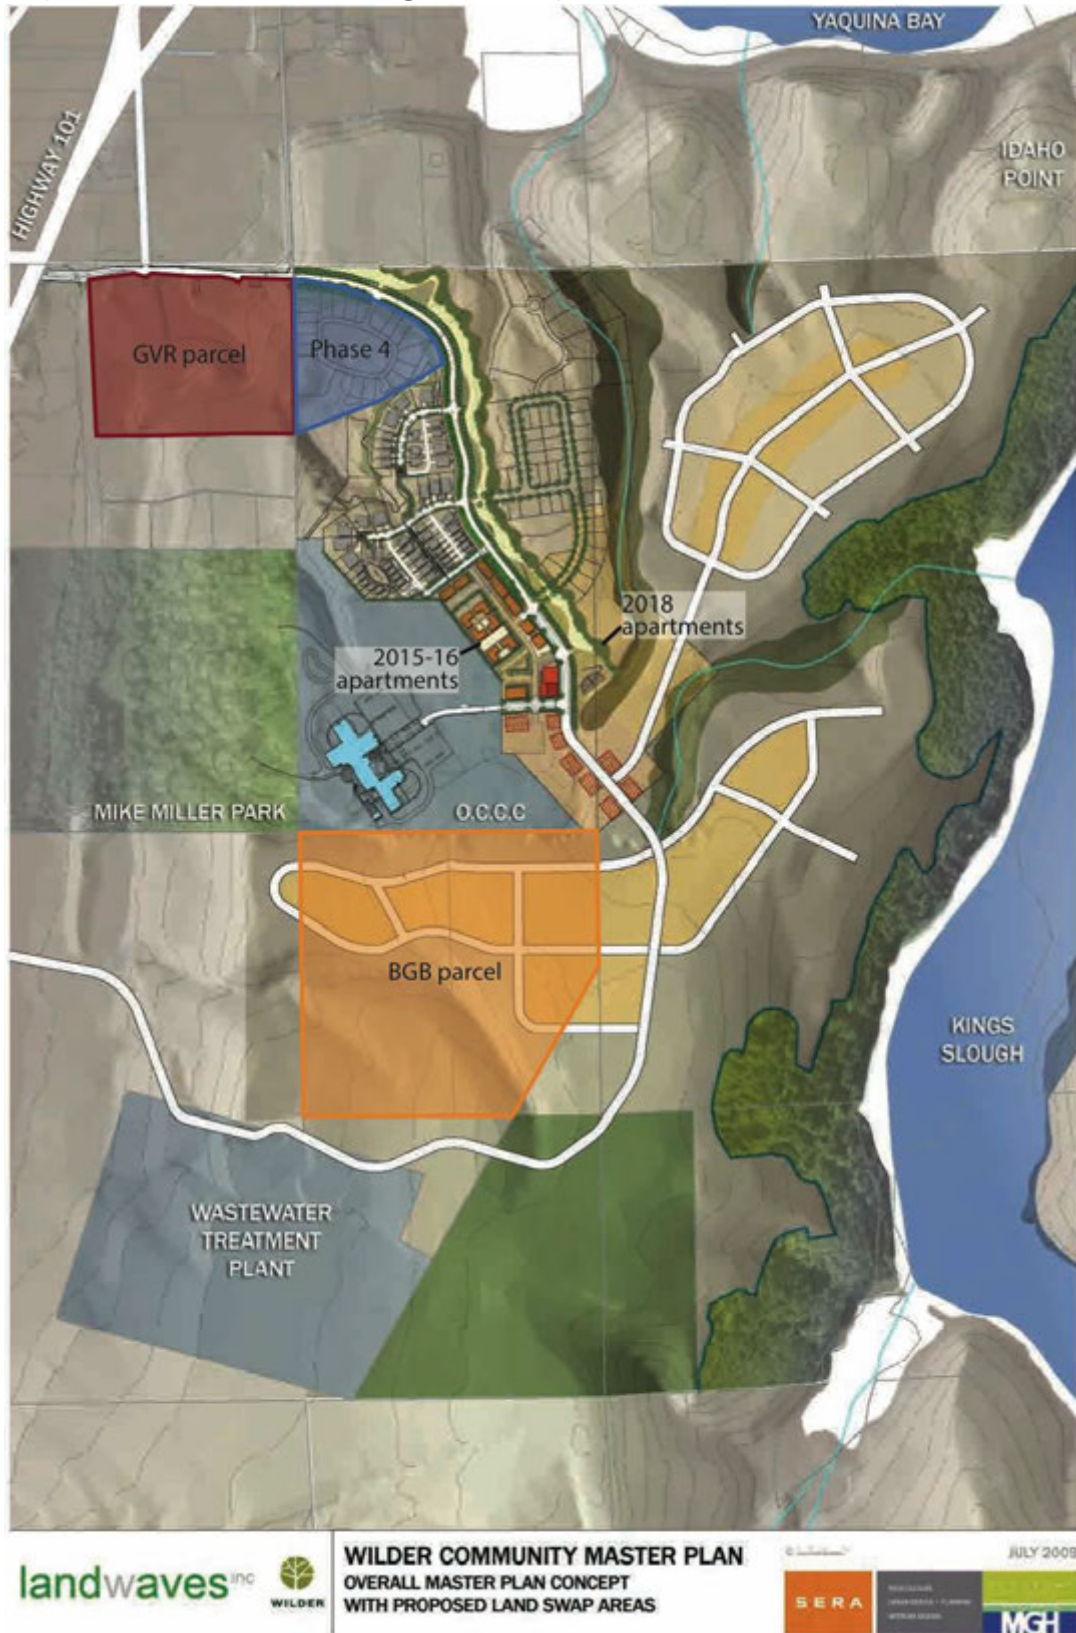 YAQUINA BAY
HIGHWAY 101
IDAHO
POINT
GVR parcel
Phase 4
2018
apartments
2015-16
apartments
MIKE MILLER PARK
O.C.C.C
BGB parcel
KINGS
SLOUGH
WASTEWATER
TREATMENT
PLANT
landwaves inc
WILDER
WILDER COMMUNITY MASTER PLAN
OVERALL MASTER PLAN CONCEPT
WITH PROPOSED LAND SWAP AREAS
JULY 2009
SERA
MGH